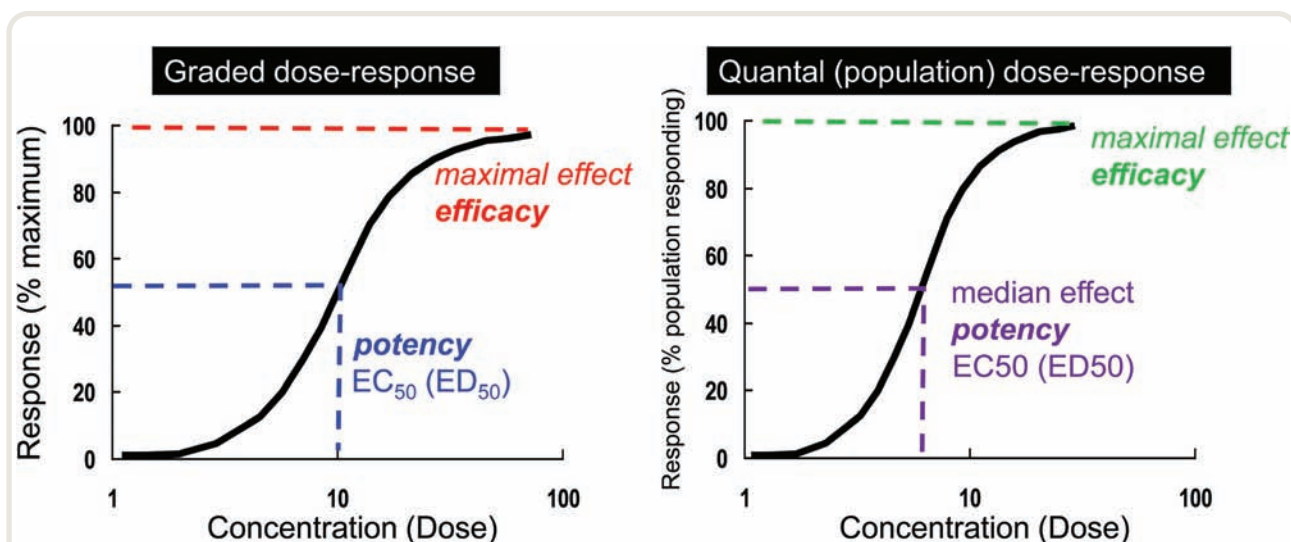 Graded dose-response
Response (% maximum)
100
80
60
40
20
0
1
10
100
Concentration (Dose)
maximal effect
efficacy
potency
EC₅₀ (ED₅₀)
Quantal (population) dose-response
Response (% population responding)
100
80
60
40
20
0
1
10
100
Concentration (Dose)
maximal effect
efficacy
median effect
potency
EC50 (ED50)